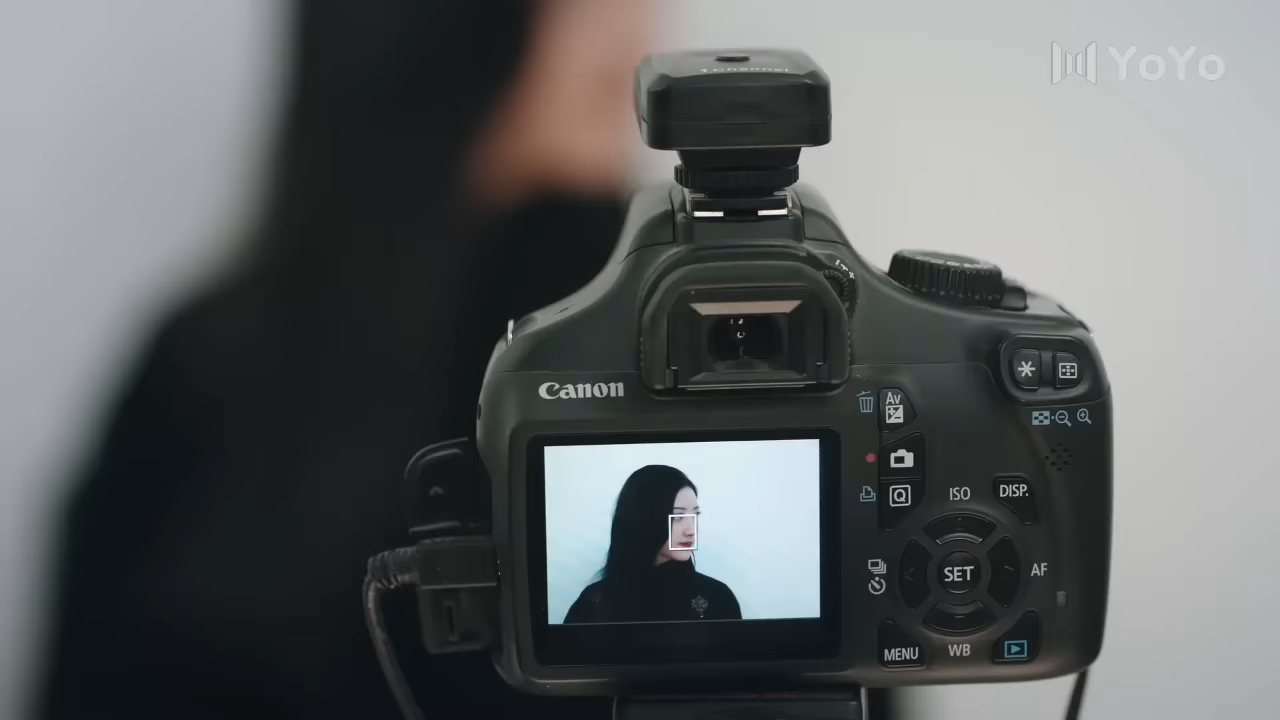 YoYo
Canon
Av
Q
ISO
DISP.
SET
AF
MENU
WB